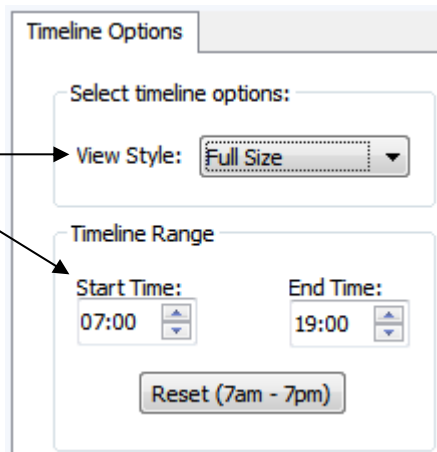 Timeline Options
Select timeline options:
View Style: Full Size
Timeline Range
Start Time: End Time:
07:00 19:00
Reset (7am - 7pm)